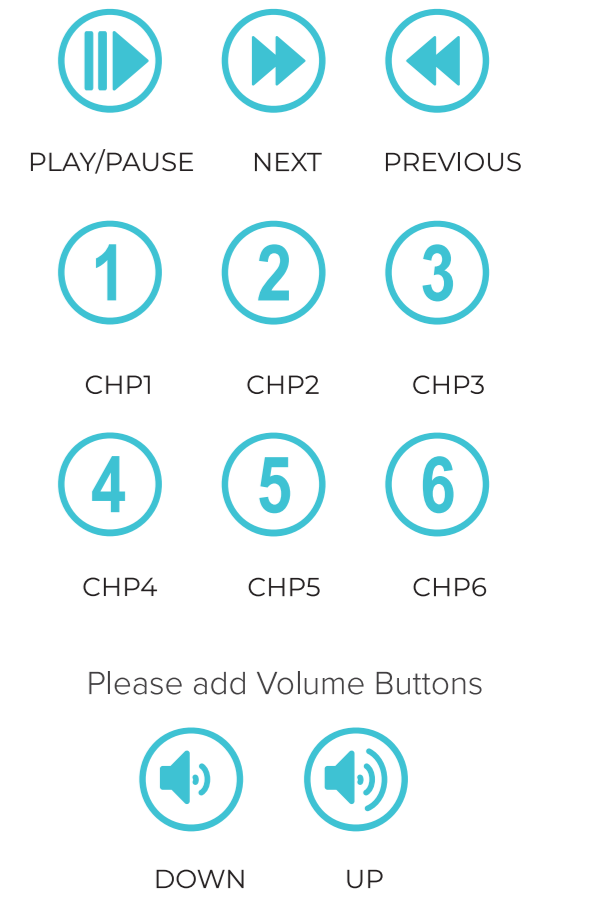 PLAY/PAUSE NEXT PREVIOUS
1 2 3
CHP1 CHP2 CHP3
4 5 6
CHP4 CHP5 CHP6
Please add Volume Buttons
DOWN UP